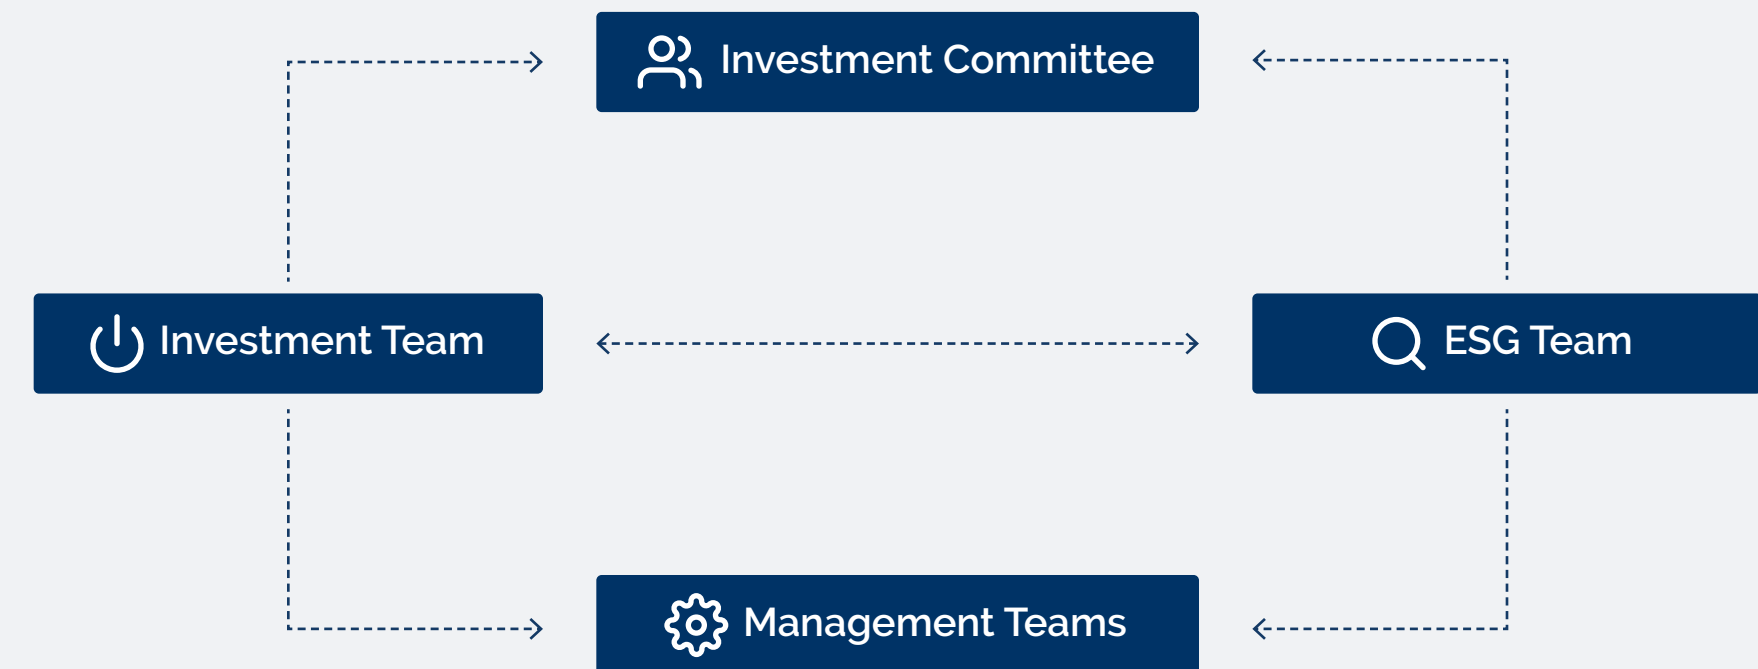 Investment Committee
Investment Team
ESG Team
Management Teams